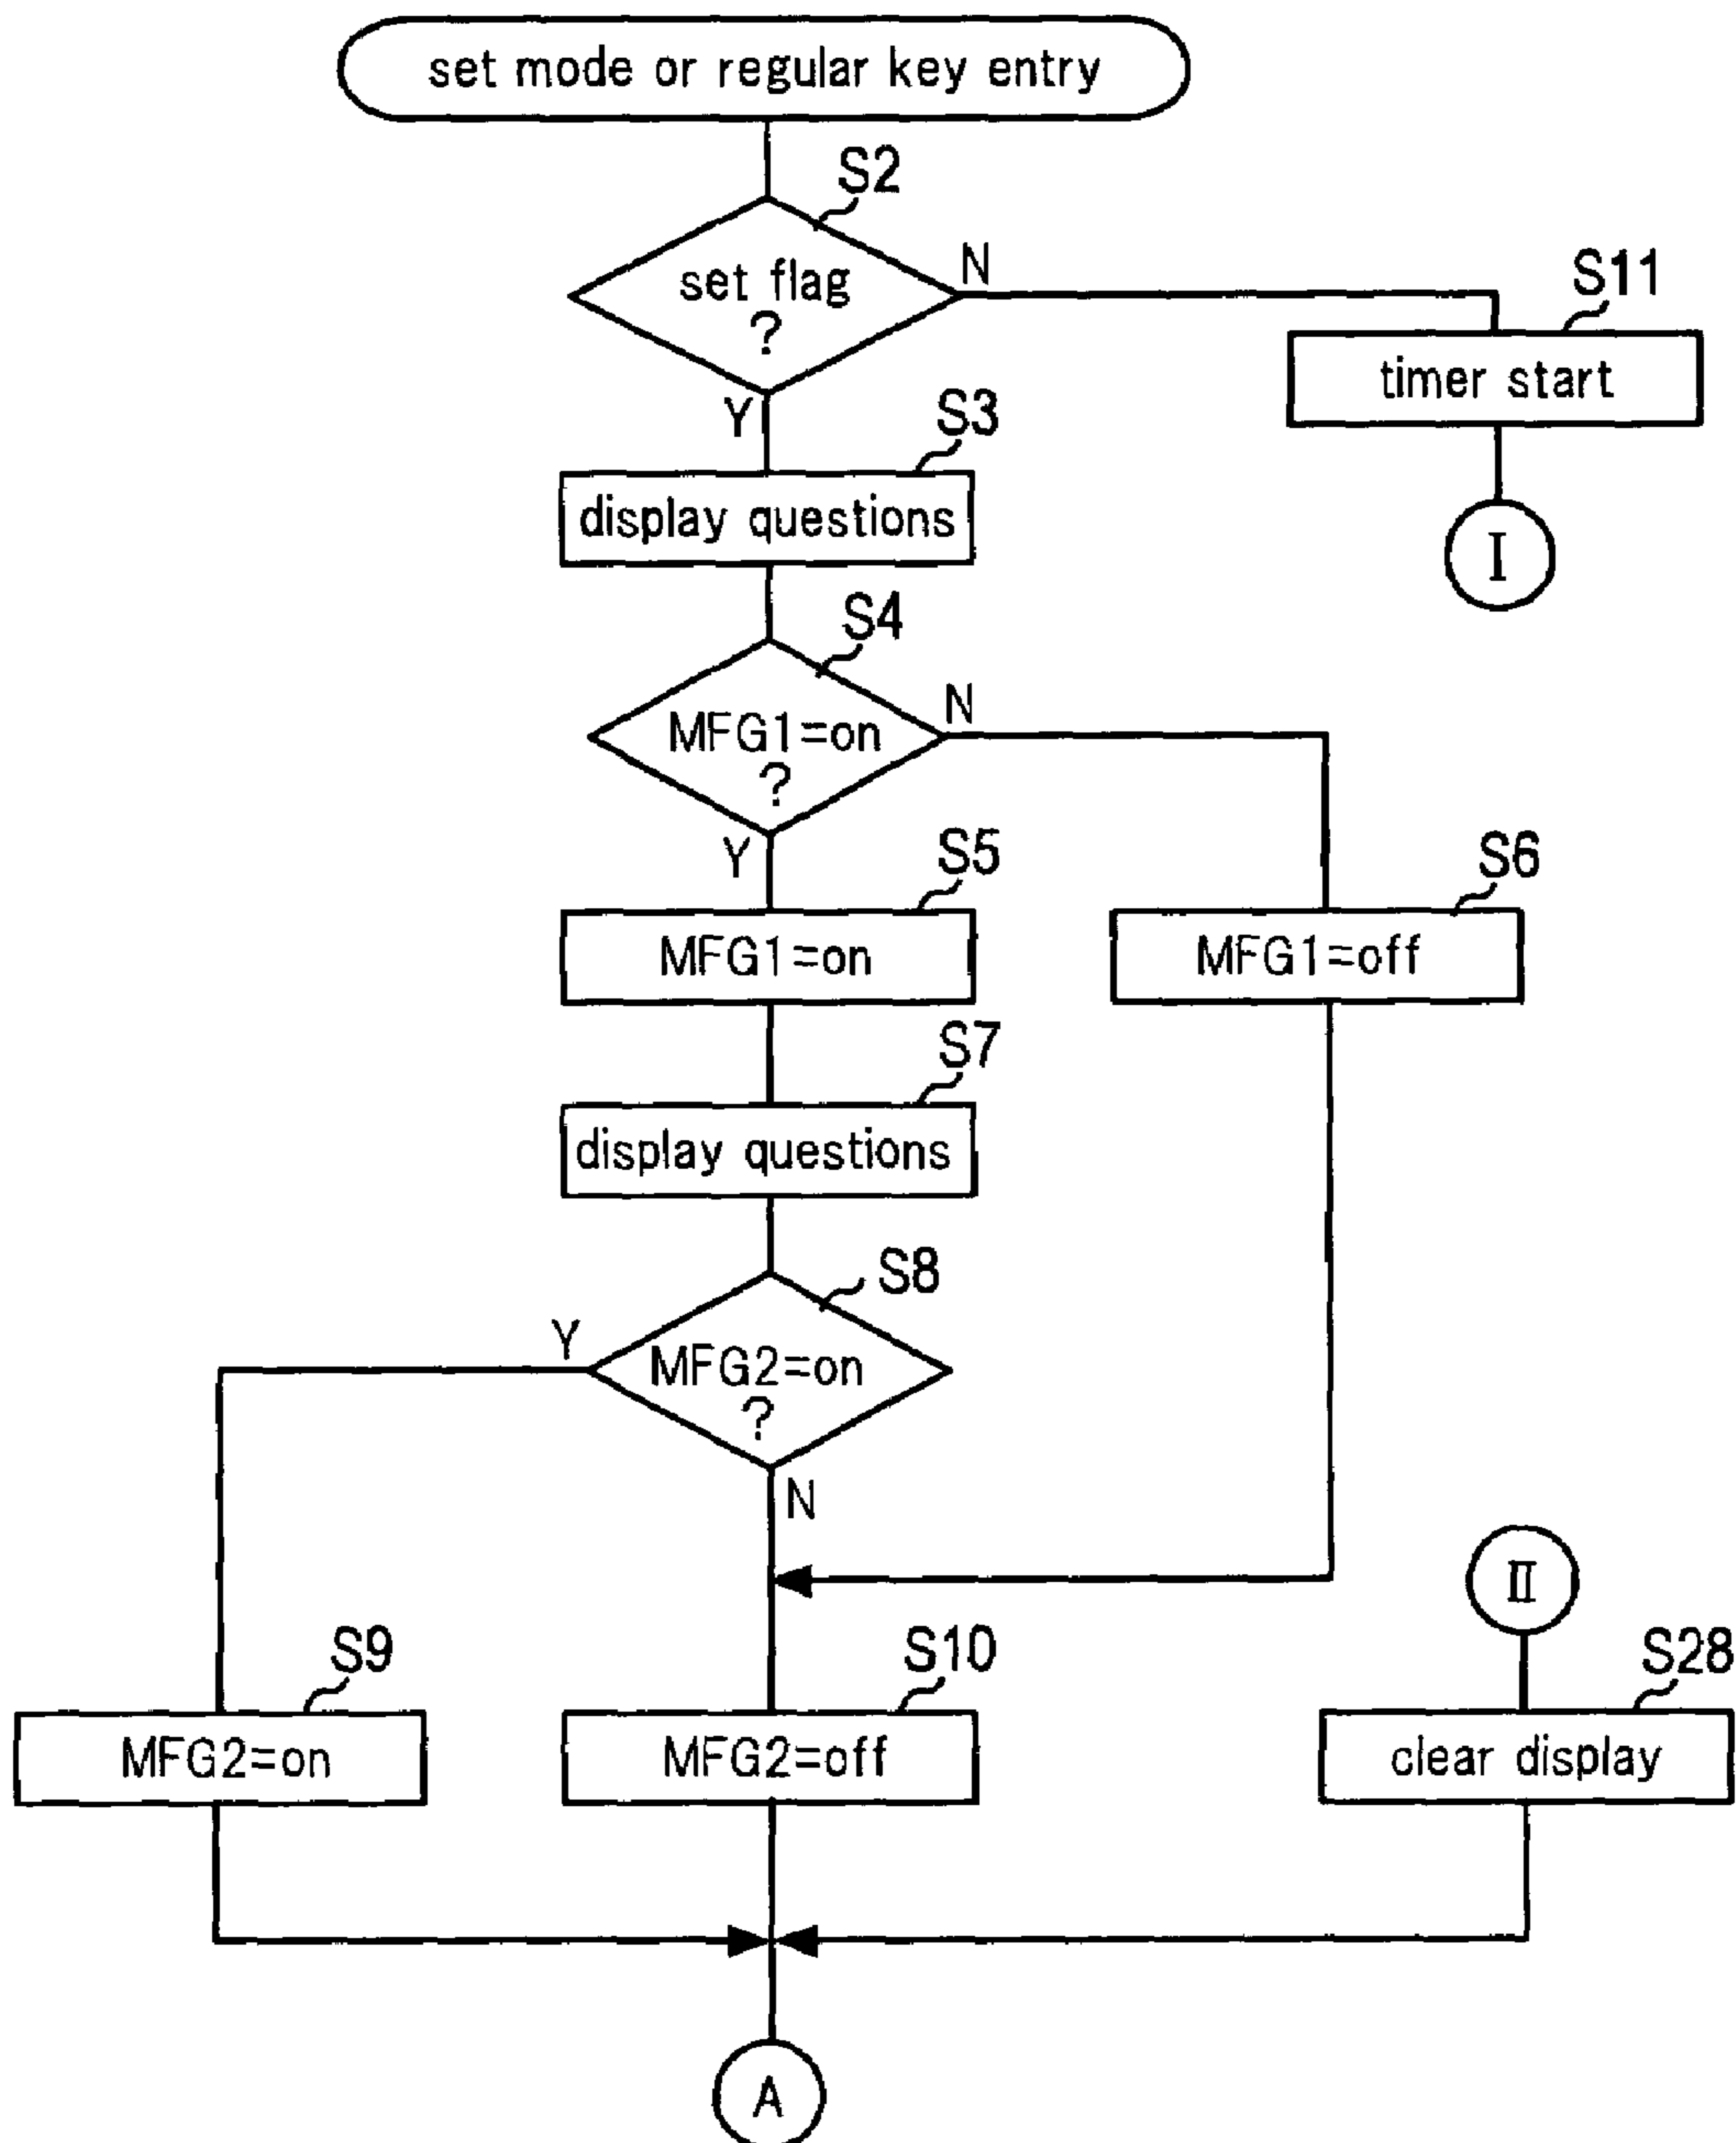 set mode or regular key entry
S2
set flag
?
N
Y
S11
timer start
I
S3
display questions
S4
MFG1=on
?
N
Y
S5
MFG1=on
S6
MFG1=off
S7
display questions
S8
MFG2=on
?
Y
N
II
S9
MFG2=on
S10
MFG2=off
S28
clear display
A